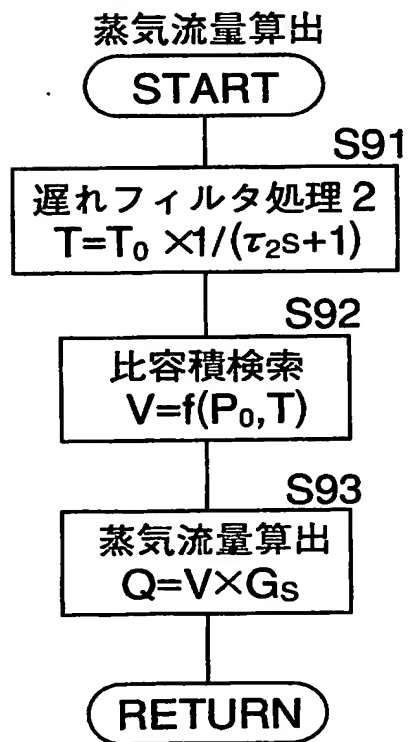 蒸気流量算出
START
S91
遅れフィルタ処理2
T=T₀ ×1/(τ₂s+1)
S92
比容積検索
V=f(P₀,T)
S93
蒸気流量算出
Q=V×Gs
RETURN